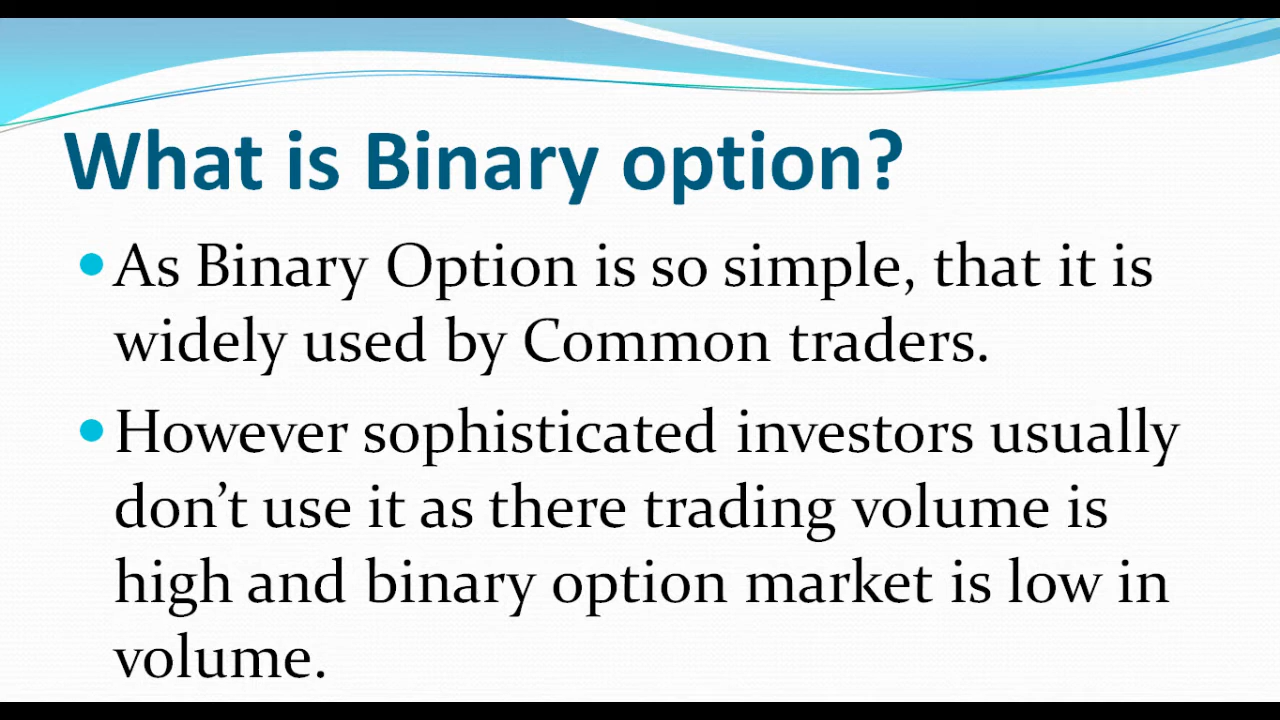 What is Binary option?
As Binary Option is so simple, that it is
widely used by Common traders.
However sophisticated investors usually
don’t use it as there trading volume is
high and binary option market is low in
volume.